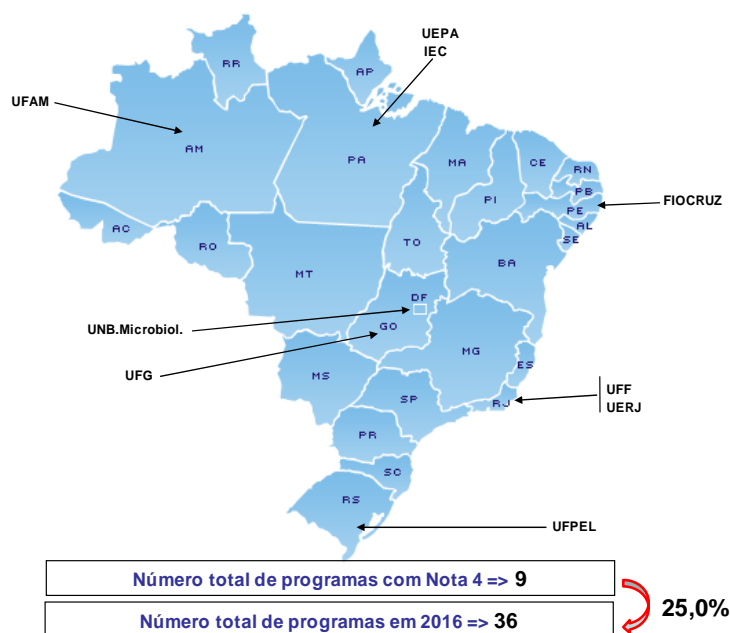 UEPA
IEC
RR
AP
UFAM
AM
PA
MA
CE
RN
PB
FIOCRUZ
PI
PE
AL
AC
SE
RO
TO
BA
MT
DF
UNB.Microbiol.
GO
MG
UFG
ES
MS
UFF
SP
RJ
UERJ
PR
SC
RS
UFPEL
Número total de programas com Nota 4 => 9
25,0%
Número total de programas em 2016 => 36